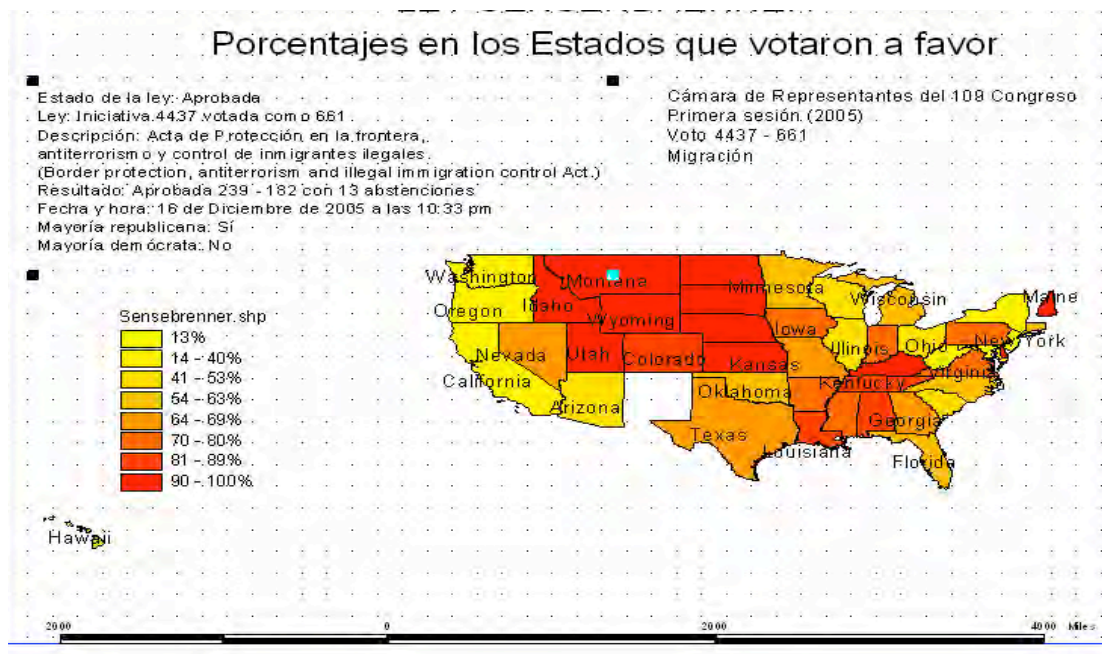 Porcentajes en los Estados que votaron a favor
Estado de la ley: Aprobada
Ley: Iniciativa 4437 votada como 661
Descripción: Acta de Protección en la frontera,
antiterrorismo y control de inmigrantes ilegales.
(Border protection, antiterrorism and illegal immigration control Act.)
Resultado: Aprobada 239 - 182 con 13 abstenciones
Fecha y hora: 16 de Diciembre de 2005 a las 10:33 pm
Mayoría republicana: Sí
Mayoría demócrata: No
Cámara de Representantes del 109 Congreso
Primera sesión (2005)
Voto 4437 - 661
Migración
Washington
Montana
Minnesota
Wisconsin
Maine
Oregon
Idaho
Wyoming
Iowa
Illinois
Ohio
New York
Nevada
Utah
Colorado
Kansas
Kentucky
Virginia
California
Arizona
Oklahoma
Georgia
Texas
Louisiana
Florida
Sensebrenner.shp
13%
14 - 40%
41 - 53%
54 - 63%
64 - 69%
70 - 80%
81 - 89%
90 - 100%
Hawaii
2000 0 2000 4000 Miles